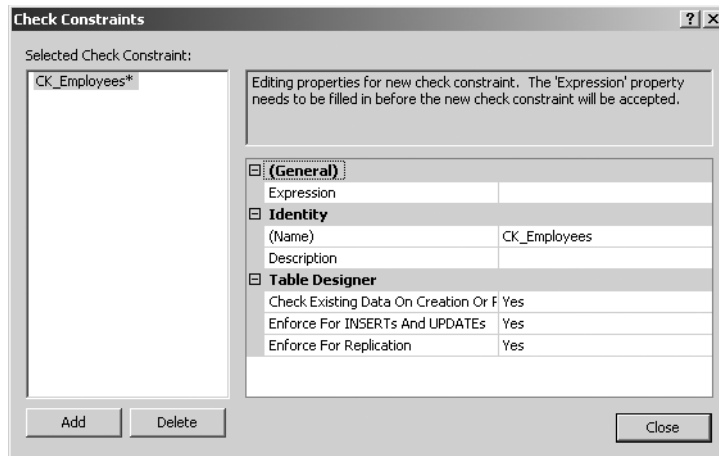 Check Constraints
Selected Check Constraint:
CK_Employees*
Editing properties for new check constraint. The 'Expression' property
needs to be filled in before the new check constraint will be accepted.
(General)
Expression
Identity
(Name) CK_Employees
Description
Table Designer
Check Existing Data On Creation Or Yes
Enforce For INSERTs And UPDATEs Yes
Enforce For Replication Yes
Add Delete Close